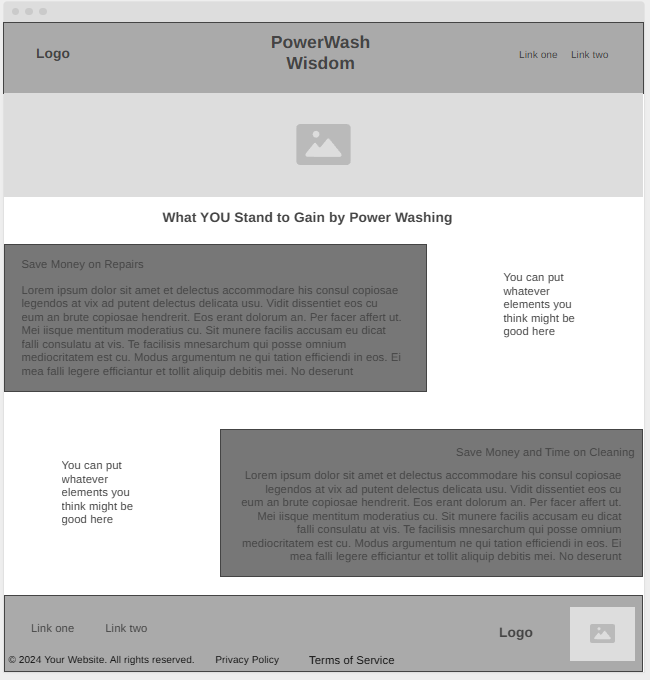 Logo
PowerWash
Wisdom
Link one
Link two
What YOU Stand to Gain by Power Washing
Save Money on Repairs
Lorem ipsum dolor sit amet et delectus accommodare his consul copiosae
legendos at vix ad putent delectus delicata usu. Vidit dissentiet eos cu
eum an brute copiosae hendrerit. Eos erant dolorum an. Per facer affert ut.
Mei iisque mentitum moderatius cu. Sit munere facilis accusam eu dicat
falli consulatu at vis. Te facilisis mnesarchum qui posse omnium
mediocritatem est cu. Modus argumentum ne qui tation efficiendi in eos. Ei
mea falli legere efficiantur et tollit aliquip debitis mei. No deserunt
You can put
whatever
elements you
think might be
good here
You can put
whatever
elements you
think might be
good here
Save Money and Time on Cleaning
Lorem ipsum dolor sit amet et delectus accommodare his consul copiosae
legendos at vix ad putent delectus delicata usu. Vidit dissentiet eos cu
eum an brute copiosae hendrerit. Eos erant dolorum an. Per facer affert ut.
Mei iisque mentitum moderatius cu. Sit munere facilis accusam eu dicat
falli consulatu at vis. Te facilisis mnesarchum qui posse omnium
mediocritatem est cu. Modus argumentum ne qui tation efficiendi in eos. Ei
mea falli legere efficiantur et tollit aliquip debitis mei. No deserunt
Link one
Link two
Logo
© 2024 Your Website. All rights reserved.
Privacy Policy
Terms of Service